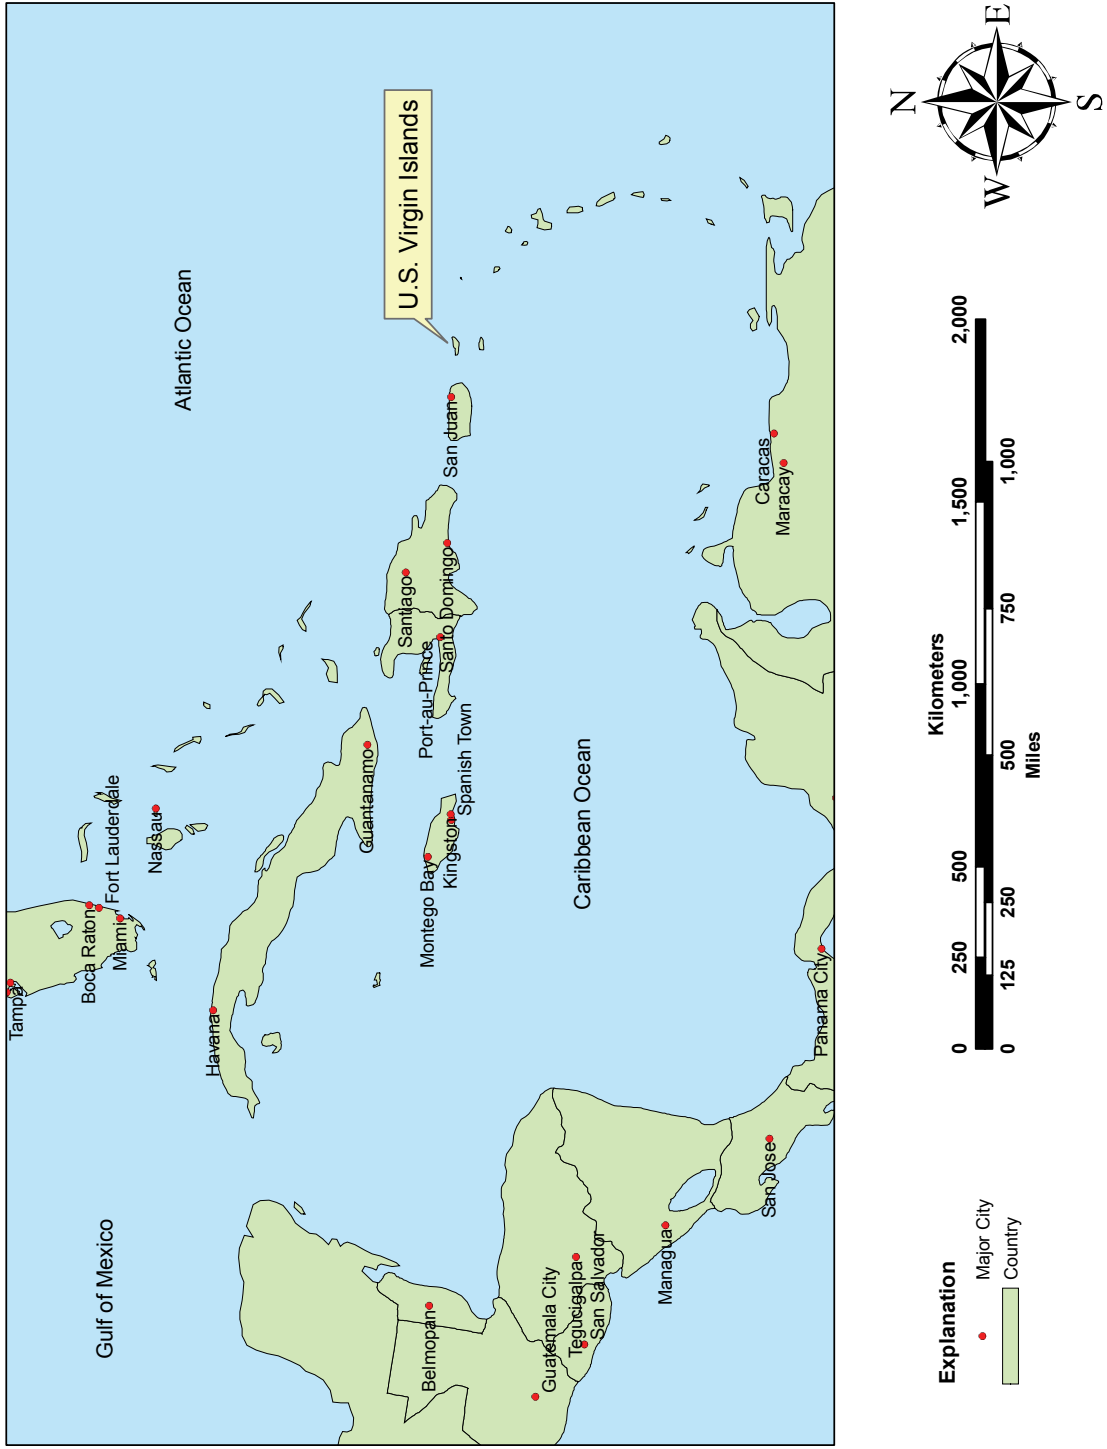 Gulf of Mexico
Atlantic Ocean
Caribbean Ocean
U.S. Virgin Islands
Tampa
Boca Raton
Fort Lauderdale
Miami
Nassau
Havana
Guantanamo
Santiago
Port-au-Prince
Santo Domingo
San Juan
Montego Bay
Kingston
Spanish Town
Belmopan
Guatemala City
Tegucigalpa
San Salvador
Managua
San Jose
Panama City
Caracas
Maracay
Explanation
Major City
Country
Kilometers
0 250 500 1,000 1,500 2,000
0 125 250 500 750 1,000
Miles
N
W E
S